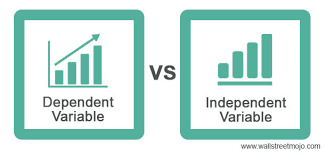 Dependent
Variable
vs
Independent
Variable
www.wallstreetmojo.com